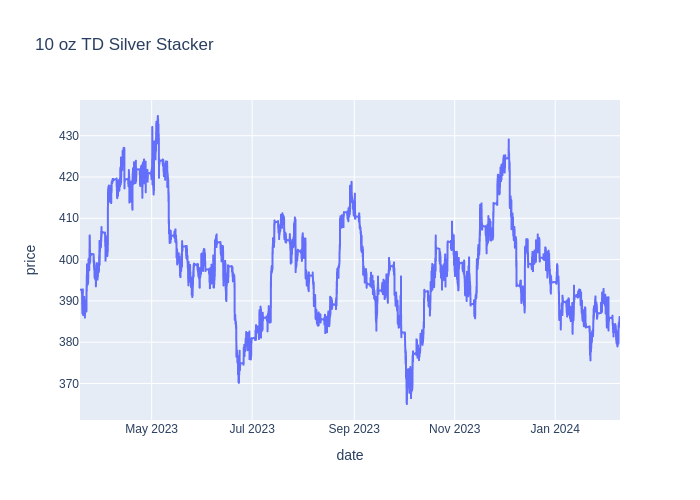 10 oz TD Silver Stacker
430
420
410
400
390
380
370
price
May 2023
Jul 2023
Sep 2023
Nov 2023
Jan 2024
date